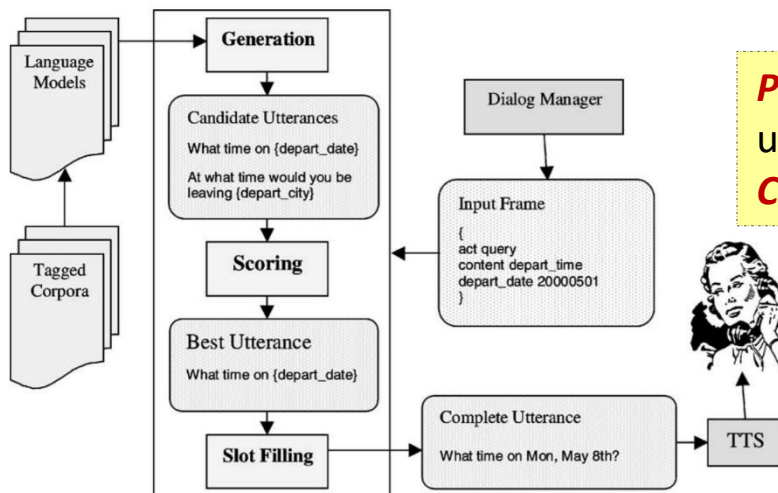 Language
Models
Tagged
Corpora
Generation
Candidate Utterances
What time on {depart_date}
At what time would you be
leaving {depart_city}
Scoring
Best Utterance
What time on {depart_date}
Slot Filling
Dialog Manager
Input Frame
{
act query
content depart_time
depart_date 20000501
}
Complete Utterance
What time on Mon, May 8th?
TTS
P
u
C